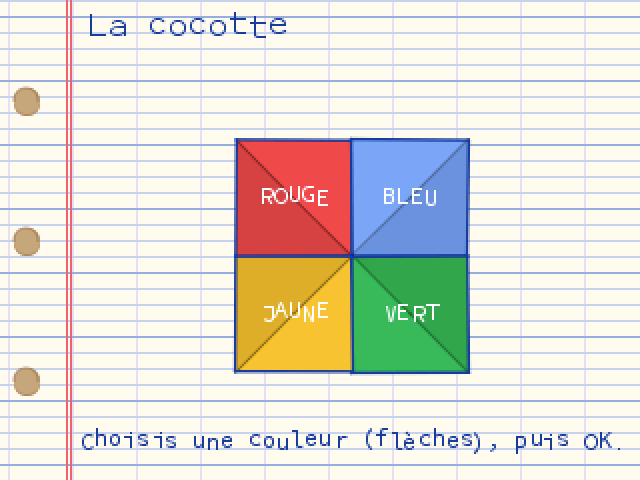 La cocotte
ROUGE
BLEU
JAUNE
VERT
Choisis une couleur (flèches), puis OK.